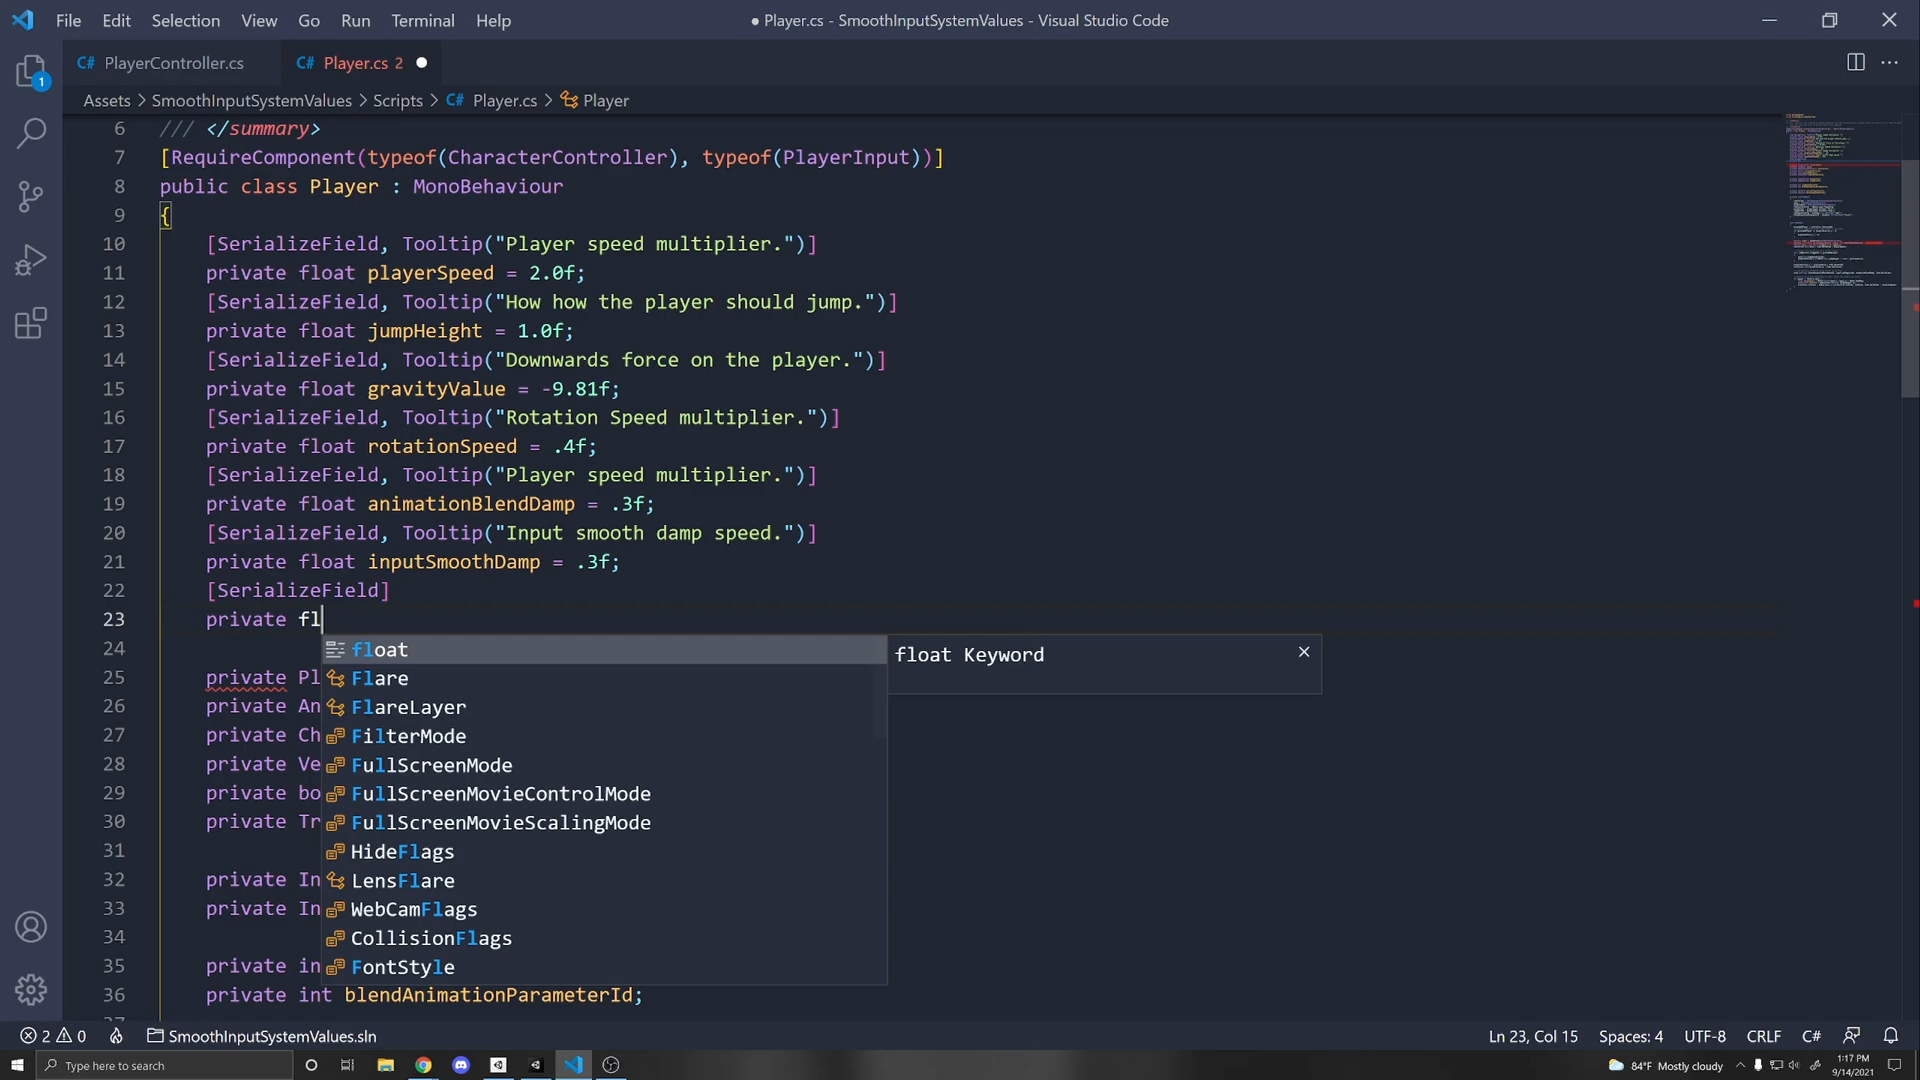 File Edit Selection View Go Run Terminal Help
● Player.cs - SmoothInputSystemValues - Visual Studio Code
C# PlayerController.cs
C# Player.cs 2
1
Assets > SmoothInputSystemValues > Scripts > C# Player.cs > Player
6 /// </summary>
7 [RequireComponent(typeof(CharacterController), typeof(PlayerInput))]
8 public class Player : MonoBehaviour
9 {
10 [SerializeField, Tooltip("Player speed multiplier.")]
11 private float playerSpeed = 2.0f;
12 [SerializeField, Tooltip("How how the player should jump.")]
13 private float jumpHeight = 1.0f;
14 [SerializeField, Tooltip("Downwards force on the player.")]
15 private float gravityValue = -9.81f;
16 [SerializeField, Tooltip("Rotation Speed multiplier.")]
17 private float rotationSpeed = .4f;
18 [SerializeField, Tooltip("Player speed multiplier.")]
19 private float animationBlendDamp = .3f;
20 [SerializeField, Tooltip("Input smooth damp speed.")]
21 private float inputSmoothDamp = .3f;
22 [SerializeField]
23 private fl
24 float
float Keyword
25 private Pl Flare
26 private An FlareLayer
27 private Ch FilterMode
28 private Ve FullScreenMode
29 private bo FullScreenMovieControlMode
30 private Tr FullScreenMovieScalingMode
31 HideFlags
32 private In LensFlare
33 private In WebCamFlags
34 CollisionFlags
35 private in FontStyle
36 private int blendAnimationParameterId;
2 0 SmoothInputSystemValues.sln
Ln 23, Col 15 Spaces: 4 UTF-8 CRLF C#
Type here to search
84°F Mostly cloudy
1:17 PM
9/14/2021